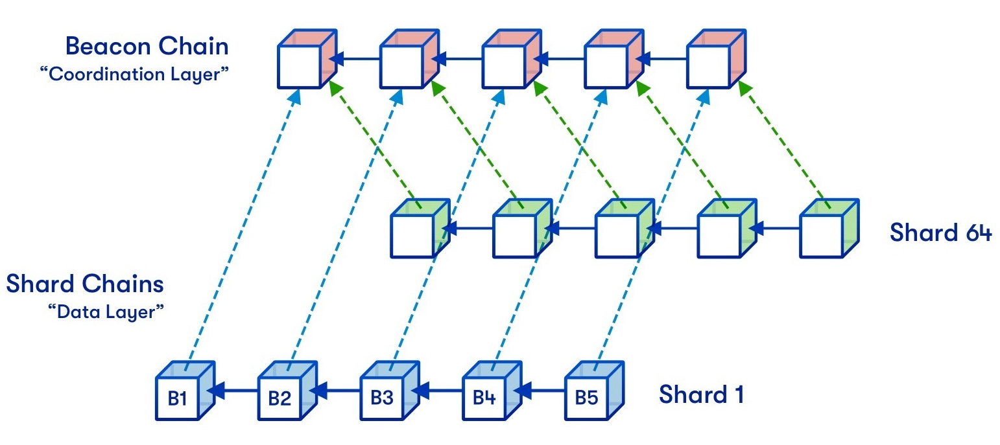 Beacon Chain
“Coordination Layer”
Shard 64
Shard Chains
“Data Layer”
B1
B2
B3
B4
B5
Shard 1